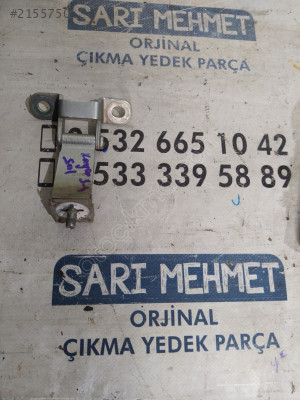 #2155750
SARI MEHMET
ORJİNAL
ÇIKMA YEDEK PARÇA
532 665 10 42
533 339 58 89
SARI MEHMET
ORJİNAL
ÇIKMA YEDEK PARÇA